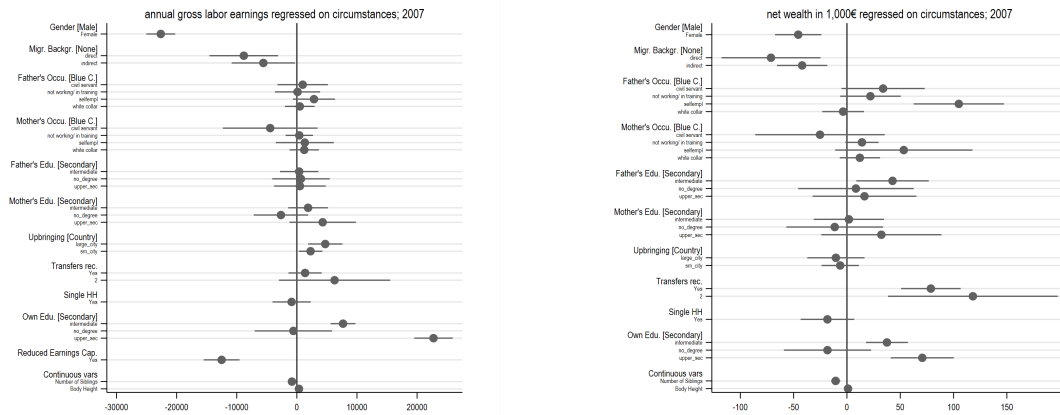 annual gross labor earnings regressed on circumstances; 2007
Gender [Male]
Female
Migr. Backgr. [None]
direct
indirect
Father's Occu. [Blue C.]
civil servant
not working/ in training
selfempl
white collar
Mother's Occu. [Blue C.]
civil servant
not working/ in training
selfempl
white collar
Father's Edu. [Secondary]
intermediate
no_degree
upper_sec
Mother's Edu. [Secondary]
intermediate
no_degree
upper_sec
Upbringing [Country]
large_city
sm_city
Transfers rec.
Yes
2
Single HH
Yes
Own Edu. [Secondary]
intermediate
no_degree
upper_sec
Reduced Earnings Cap.
Yes
Continuous vars
Number of Siblings
Body Height
-30000 -20000 -10000 0 10000 20000
net wealth in 1,000€ regressed on circumstances; 2007
Gender [Male]
Female
Migr. Backgr. [None]
direct
indirect
Father's Occu. [Blue C.]
civil servant
not working/ in training
selfempl
white collar
Mother's Occu. [Blue C.]
civil servant
not working/ in training
selfempl
white collar
Father's Edu. [Secondary]
intermediate
no_degree
upper_sec
Mother's Edu. [Secondary]
intermediate
no_degree
upper_sec
Upbringing [Country]
large_city
sm_city
Transfers rec.
Yes
2
Single HH
Yes
Own Edu. [Secondary]
intermediate
no_degree
upper_sec
Continuous vars
Number of Siblings
Body Height
-100 -50 0 50 100 150